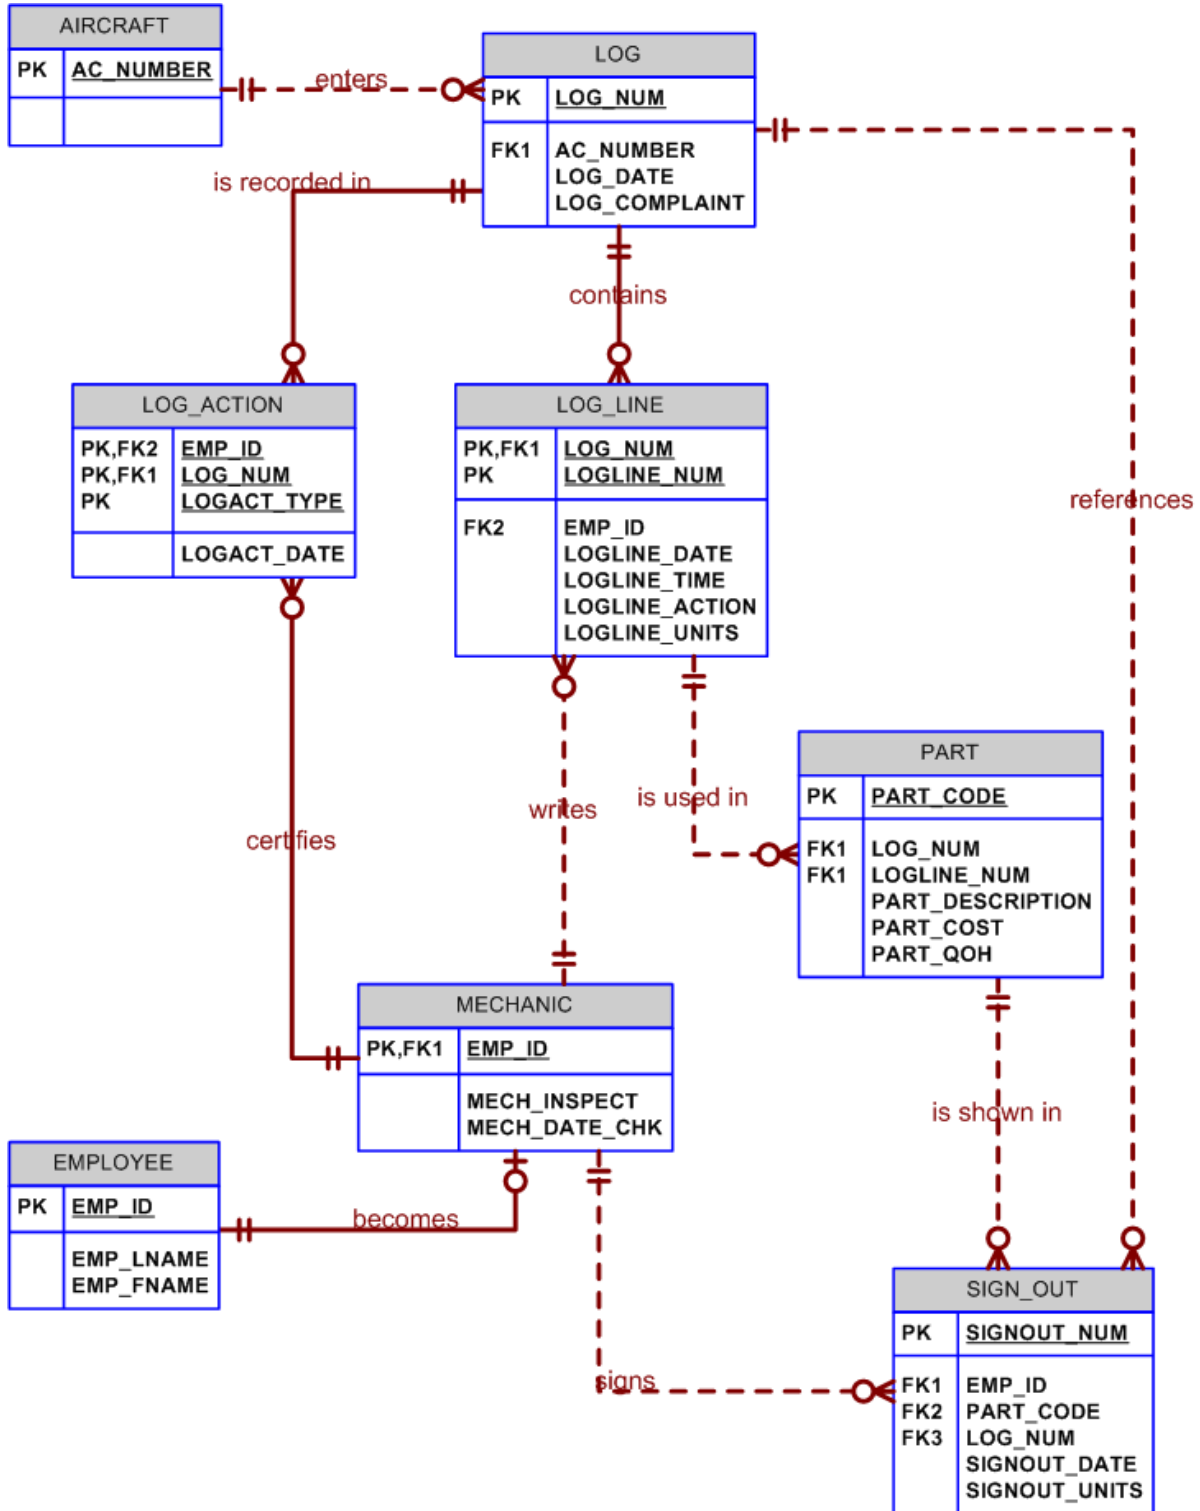 AIRCRAFT
PK AC_NUMBER
enters
LOG
PK LOG_NUM
FK1 AC_NUMBER
LOG_DATE
LOG_COMPLAINT
is recorded in
contains
references
LOG_ACTION
PK,FK2 EMP_ID
PK,FK1 LOG_NUM
PK LOGACT_TYPE
LOGACT_DATE
LOG_LINE
PK,FK1 LOG_NUM
PK LOGLINE_NUM
FK2 EMP_ID
LOGLINE_DATE
LOGLINE_TIME
LOGLINE_ACTION
LOGLINE_UNITS
certifies
writes
is used in
PART
PK PART_CODE
FK1 LOG_NUM
FK1 LOGLINE_NUM
PART_DESCRIPTION
PART_COST
PART_QOH
MECHANIC
PK,FK1 EMP_ID
MECH_INSPECT
MECH_DATE_CHK
is shown in
EMPLOYEE
PK EMP_ID
EMP_LNAME
EMP_FNAME
becomes
signs
SIGN_OUT
PK SIGNOUT_NUM
FK1 EMP_ID
FK2 PART_CODE
FK3 LOG_NUM
SIGNOUT_DATE
SIGNOUT_UNITS